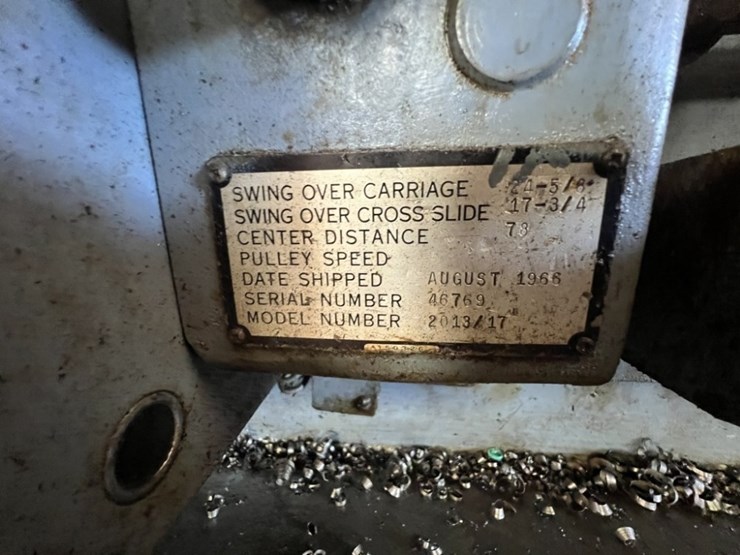 SWING OVER CARRIAGE 24-5/8
SWING OVER CROSS SLIDE 17-3/4
CENTER DISTANCE 78
PULLEY SPEED
DATE SHIPPED AUGUST 1966
SERIAL NUMBER 46769
MODEL NUMBER 2013/17